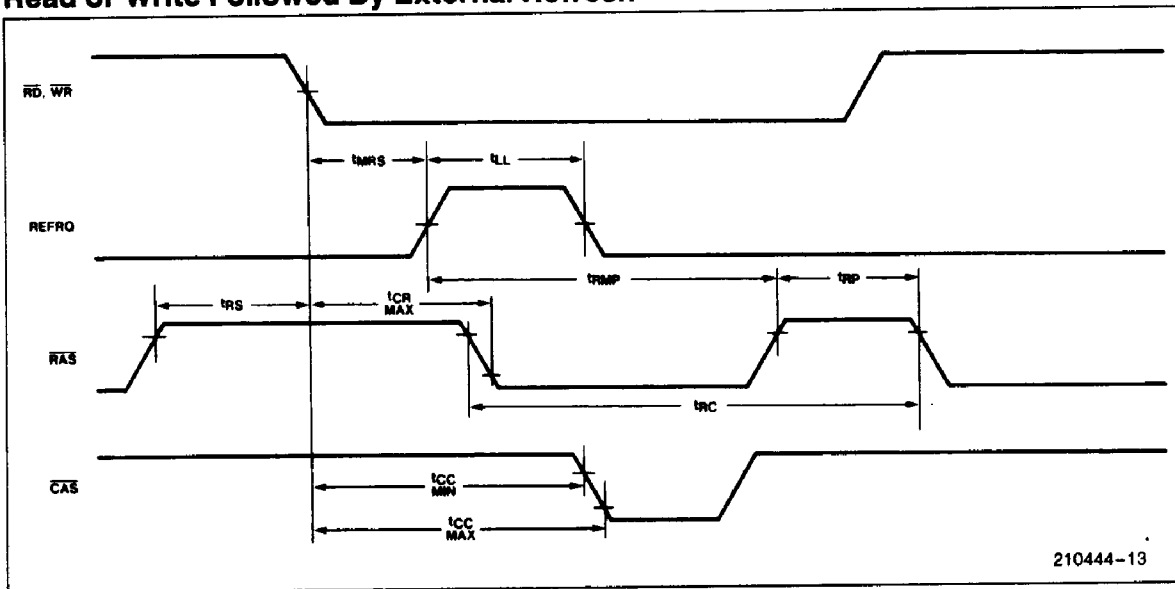 Read or Write Followed By External Refresh
RD, WR
tMRS
tLL
REFRQ
tRMP
tRP
tRS
tCR
MAX
RAS
tRC
CAS
tCC
MIN
tCC
MAX
210444-13